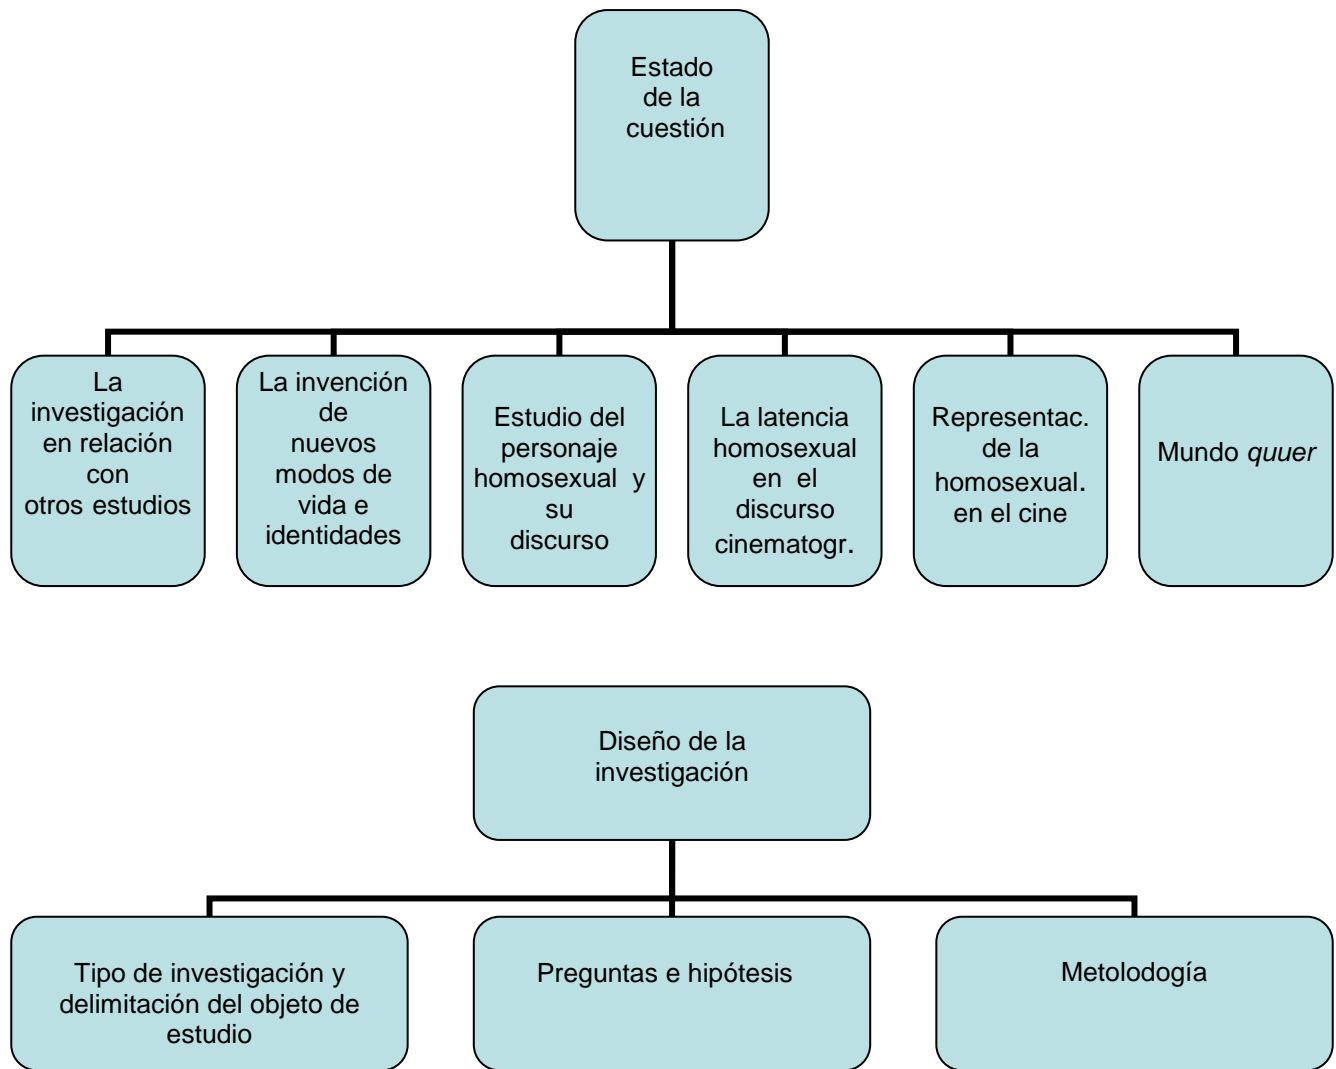 Estado
de la
cuestión
La
investigación
en relación
con
otros estudios
La invención
de
nuevos
modos de
vida e
identidades
Estudio del
personaje
homosexual y
su
discurso
La latencia
homosexual
en el
discurso
cinematogr.
Representac.
de la
homosexual.
en el cine
Mundo quuer
Diseño de la
investigación
Tipo de investigación y
delimitación del objeto de
estudio
Preguntas e hipótesis
Metolodogía